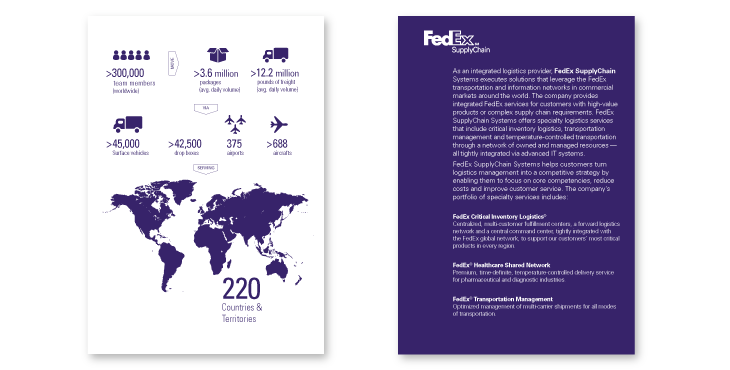 >300,000
team members
(worldwide)
MOVE
>3.6 million
packages
(avg. daily volume)
>12.2 million
pounds of freight
(avg. daily volume)
VIA
>45,000
Surface vehicles
>42,500
drop boxes
375
airports
>688
aircrafts
SERVING
220
Countries &
Territories
FedEx
SupplyChain
As an integrated logistics provider, FedEx SupplyChain
Systems executes solutions that leverage the FedEx
transportation and information networks in commercial
markets around the world. The company provides
integrated FedEx services for customers with high-value
products or complex supply chain requirements. FedEx
SupplyChain Systems offers specialty logistics services
that include critical inventory logistics, transportation
management and temperature-controlled transportation
through a network of owned and managed resources —
all tightly integrated via advanced IT systems.
FedEx SupplyChain Systems helps customers turn
logistics management into a competitive strategy by
enabling them to focus on core competencies, reduce
costs and improve customer service. The company's
portfolio of specialty services includes:
FedEx Critical Inventory Logistics®
Centralized, multi-customer fulfillment centers, a forward logistics
network and a central command center, tightly integrated with
the FedEx global network, to support our customers' most critical
products in every region.
FedEx® Healthcare Shared Network
Premium, time-definite, temperature-controlled delivery service
for pharmaceutical and diagnostic industries
FedEx® Transportation Management
Optimized management of multi-carrier shipments for all modes
of transportation.